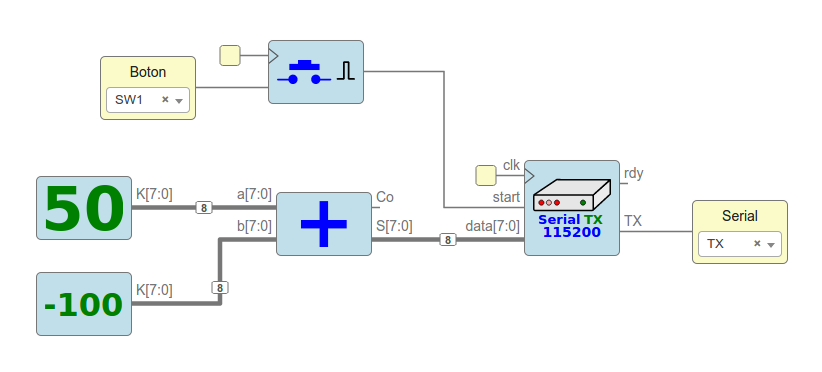 Boton
SW1 ×
clk
start
data[7:0]
rdy
TX
Serial TX
115200
Serial
TX ×
50
K[7:0]
8
a[7:0]
b[7:0]
Co
S[7:0]
8
-100
K[7:0]
8